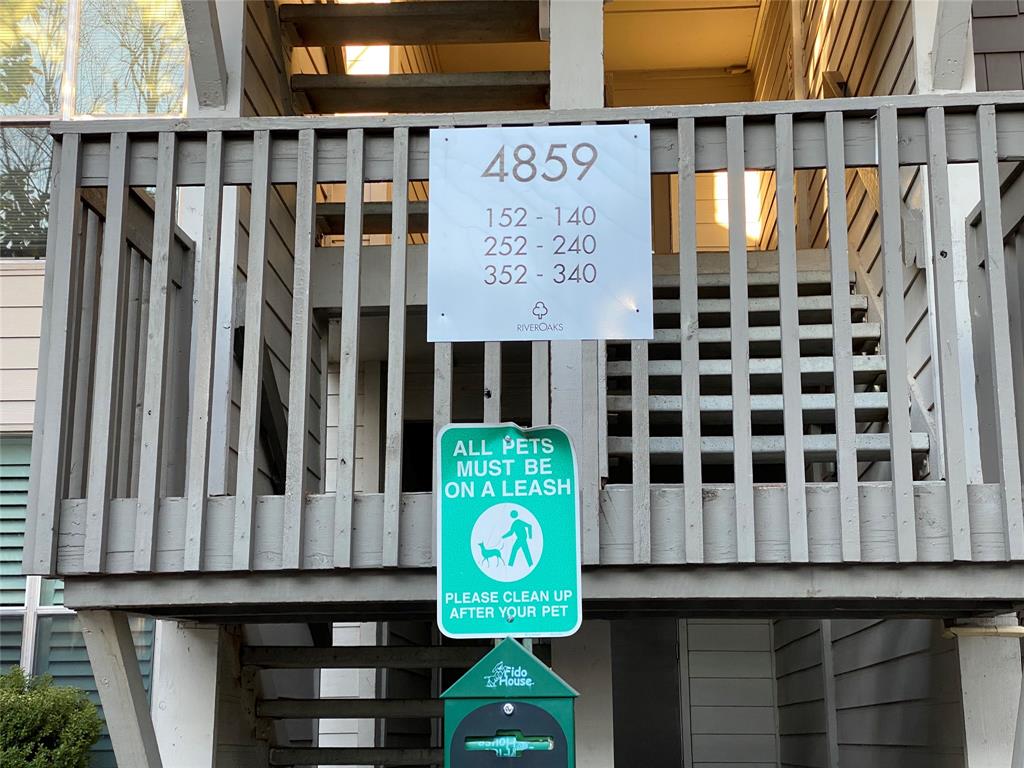 4859
152 - 140
252 - 240
352 - 340
RIVEROAKS
ALL PETS
MUST BE
ON A LEASH
PLEASE CLEAN UP
AFTER YOUR PET
Fido
House